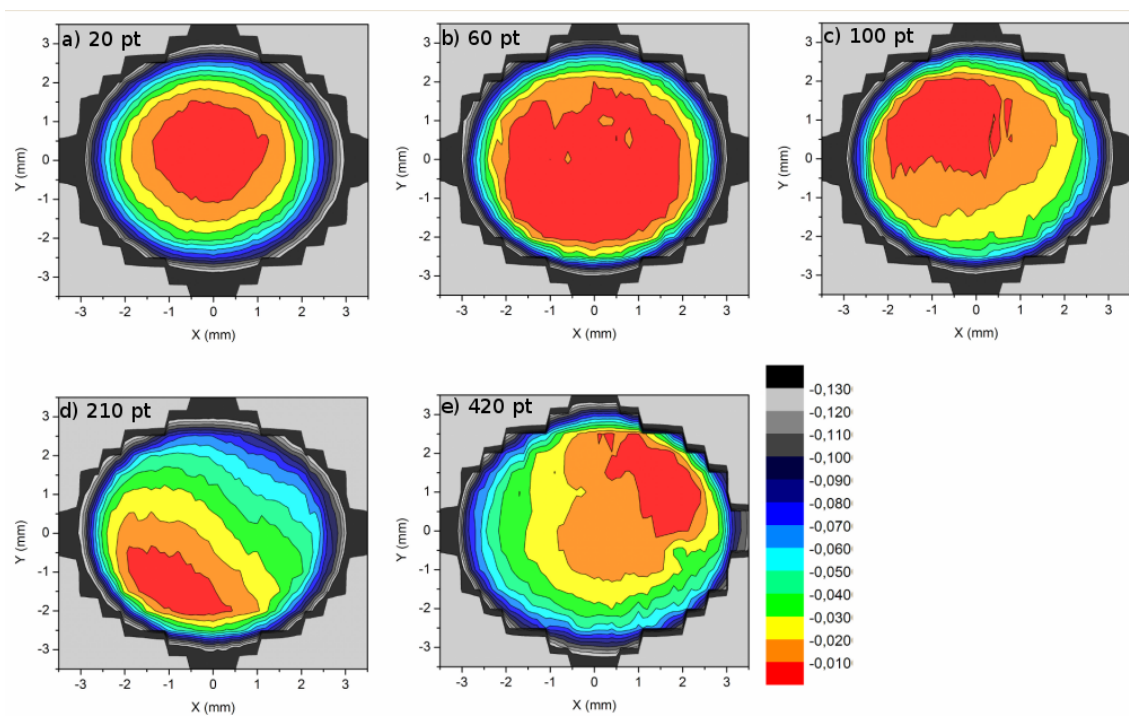 a) 20 pt
3
2
1
0
-1
-2
-3
Y (mm)
-3 -2 -1 0 1 2 3
X (mm)
b) 60 pt
3
2
1
0
-1
-2
-3
Y (mm)
-3 -2 -1 0 1 2 3
X (mm)
c) 100 pt
3
2
1
0
-1
-2
-3
Y (mm)
-3 -2 -1 0 1 2 3
X (mm)
d) 210 pt
3
2
1
0
-1
-2
-3
Y (mm)
-3 -2 -1 0 1 2 3
X (mm)
e) 420 pt
3
2
1
0
-1
-2
-3
Y (mm)
-3 -2 -1 0 1 2 3
X (mm)
-0,130
-0,120
-0,110
-0,100
-0,090
-0,080
-0,070
-0,060
-0,050
-0,040
-0,030
-0,020
-0,010